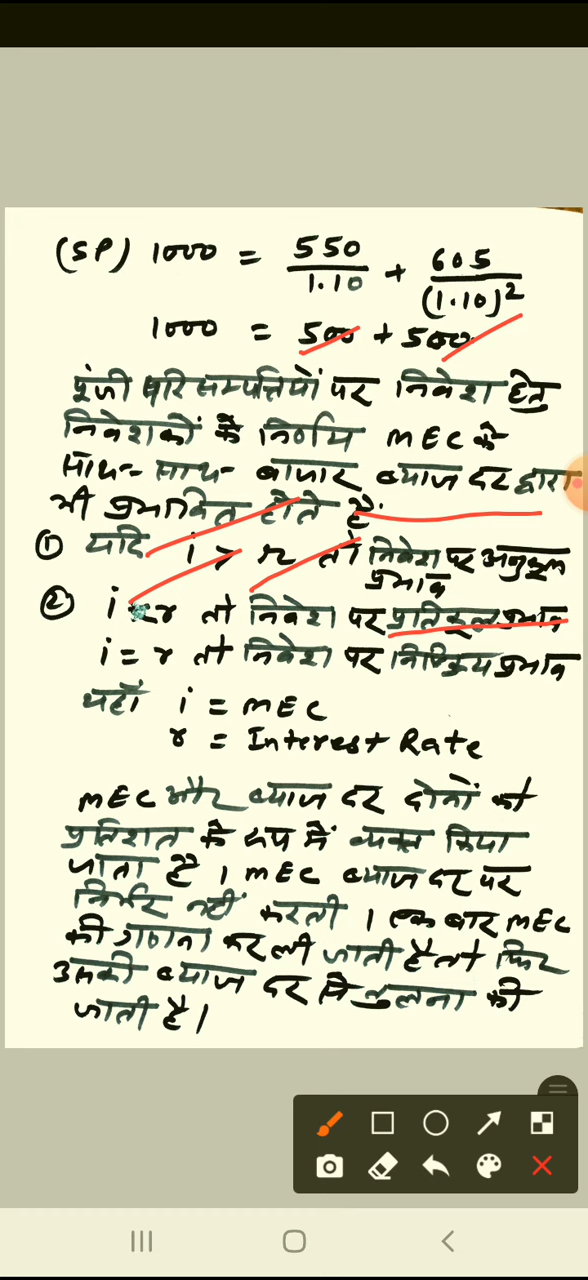 (SP) 1000 = 550/1.10 + 605/(1.10)²
1000 = 500 + 500
पूंजी परिसम्पत्तियों पर निवेश हेतु
निवेशकों के निर्णय MEC के
साथ-साथ बाजार ब्याज दर द्वारा
भी प्रभावित होते है।
① यदि i > r तो निवेश पर अनुकूल
प्रभाव
② i < r तो निवेश पर प्रतिकूल प्रभाव
i = r तो निवेश पर निष्क्रिय प्रभाव
यहाँ i = MEC
r = Interest Rate
MEC और ब्याज दर दोनों को
प्रतिशत के रूप में व्यक्त किया
जाता है । MEC ब्याज दर पर
निर्भर नहीं करती । एक बार MEC
की गणना कर ली जाती है तो फिर
उसकी ब्याज दर से तुलना की
जाती है ।